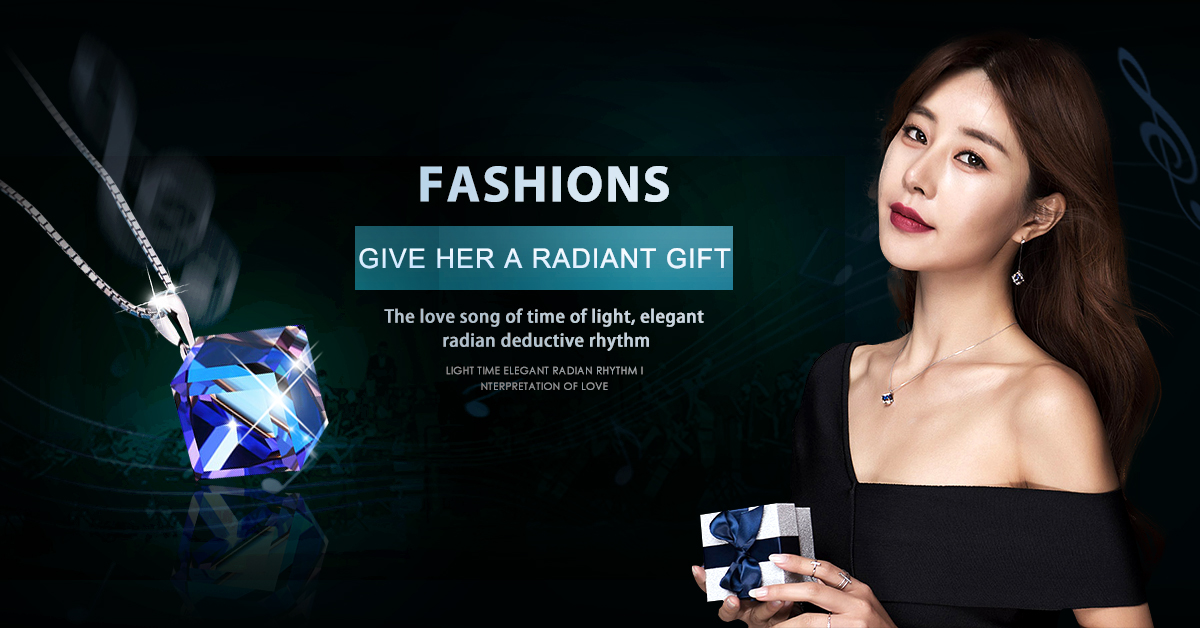 FASHIONS
GIVE HER A RADIANT GIFT
The love song of time of light, elegant
radian deductive rhythm
LIGHT TIME ELEGANT RADIAN RHYTHM I
NTERPRETATION OF LOVE